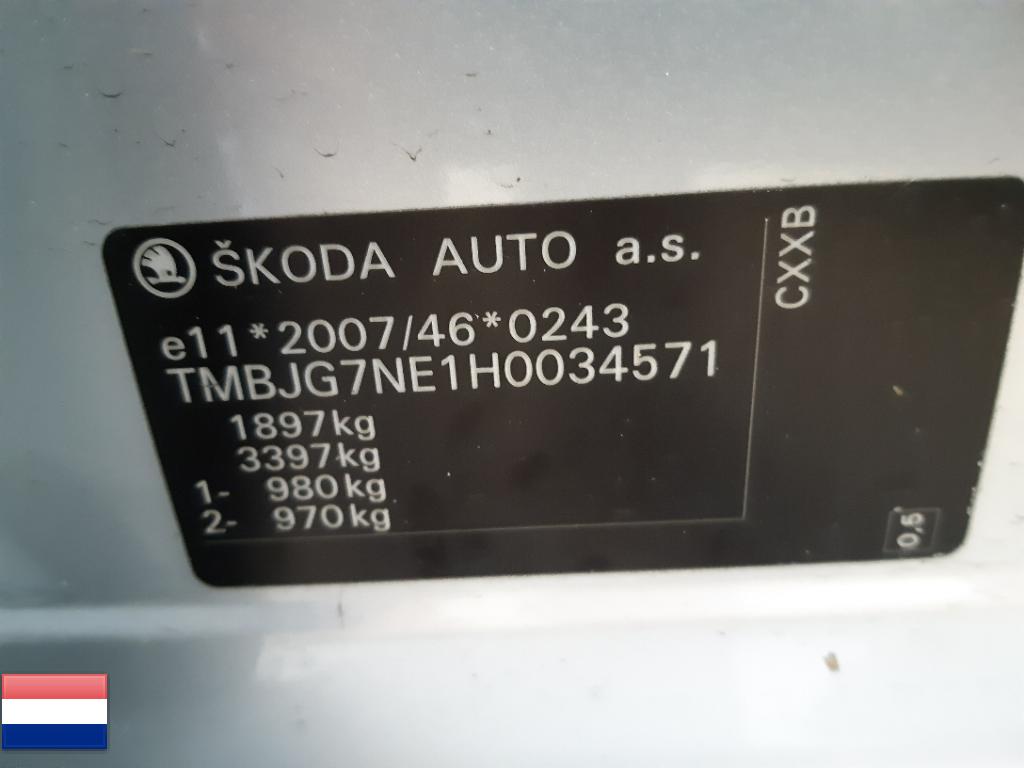 ŠKODA AUTO a.s.
e11*2007/46*0243
TMBJG7NE1H0034571
1897kg
3397kg
1- 980kg
2- 970kg
CXXB
0,5